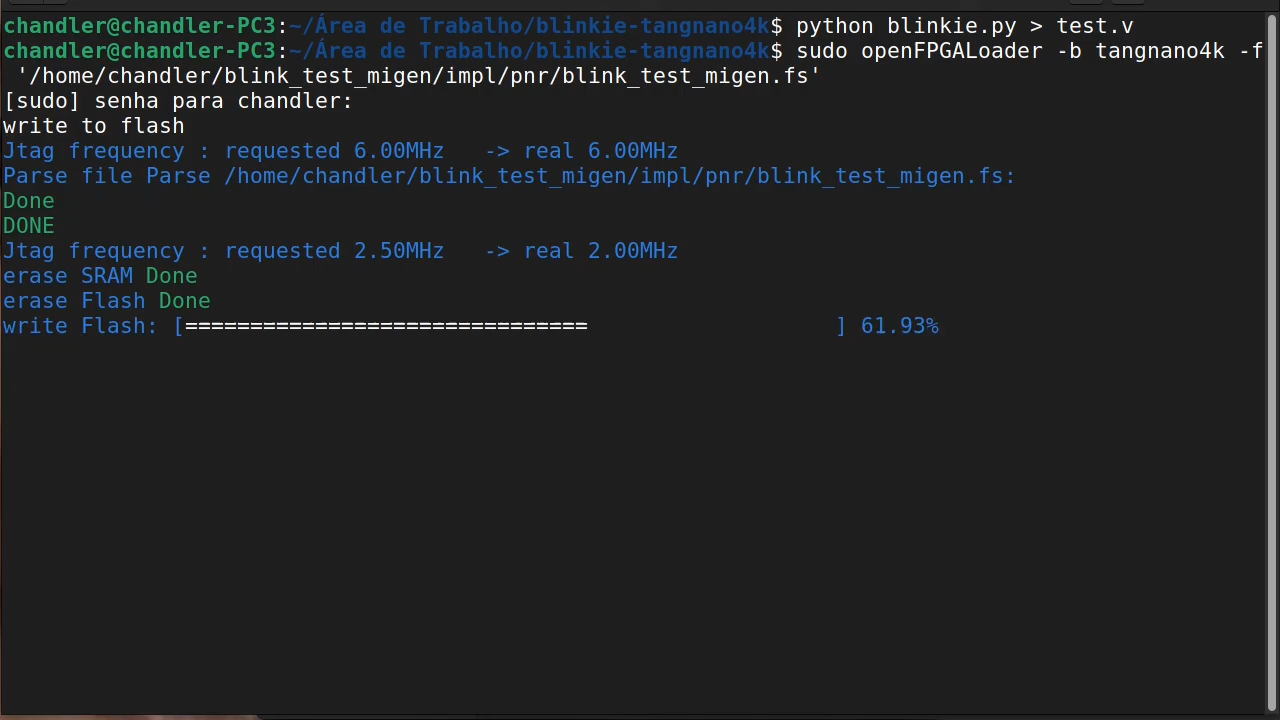 chandler@chandler-PC3:~/Área de Trabalho/blinkie-tangnano4k$ python blinkie.py > test.v
chandler@chandler-PC3:~/Área de Trabalho/blinkie-tangnano4k$ sudo openFPGALoader -b tangnano4k -f
 '/home/chandler/blink_test_migen/impl/pnr/blink_test_migen.fs'
[sudo] senha para chandler:
write to flash
Jtag frequency : requested 6.00MHz   -> real 6.00MHz
Parse file Parse /home/chandler/blink_test_migen/impl/pnr/blink_test_migen.fs:
Done
DONE
Jtag frequency : requested 2.50MHz   -> real 2.00MHz
erase SRAM Done
erase Flash Done
write Flash: [===============================                   ] 61.93%